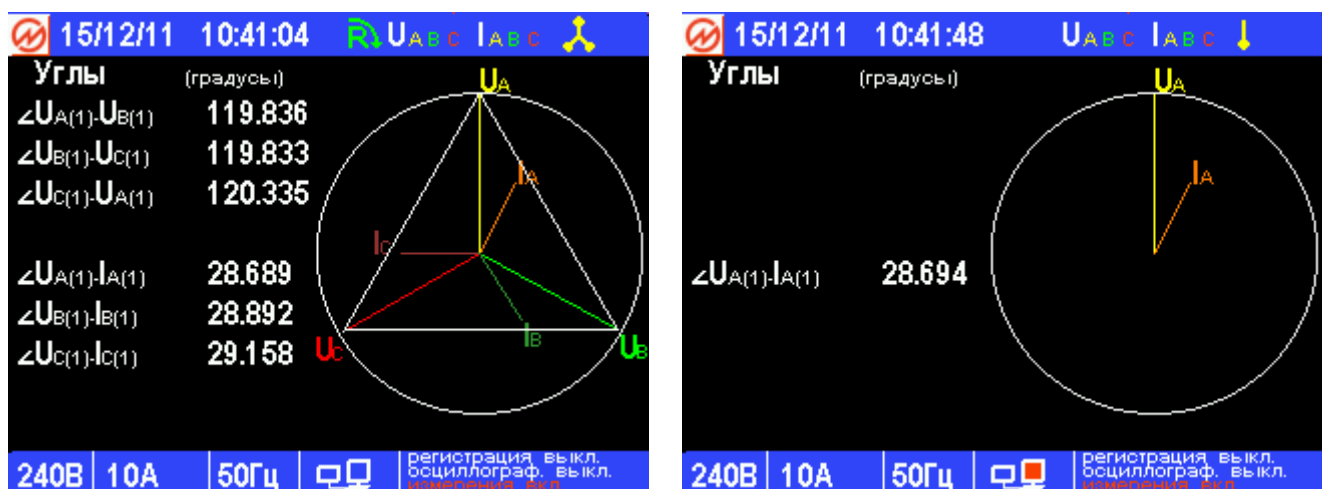 15/12/11 10:41:04 R UABC IABC
Углы (градусы)
UA
∠UA(1)-UB(1) 119.836
∠UB(1)-UC(1) 119.833
∠UC(1)-UA(1) 120.335
IA
IC
∠UA(1)-IA(1) 28.689
∠UB(1)-IB(1) 28.892
IB
∠UC(1)-IC(1) 29.158
UC
UB
240В 10А 50Гц
регистрация выкл.
осциллограф. выкл.
измерения вкл
15/12/11 10:41:48 UABC IABC
Углы (градусы)
UA
IA
∠UA(1)-IA(1) 28.694
240В 10А 50Гц
регистрация выкл.
осциллограф. выкл.
измерения вкл